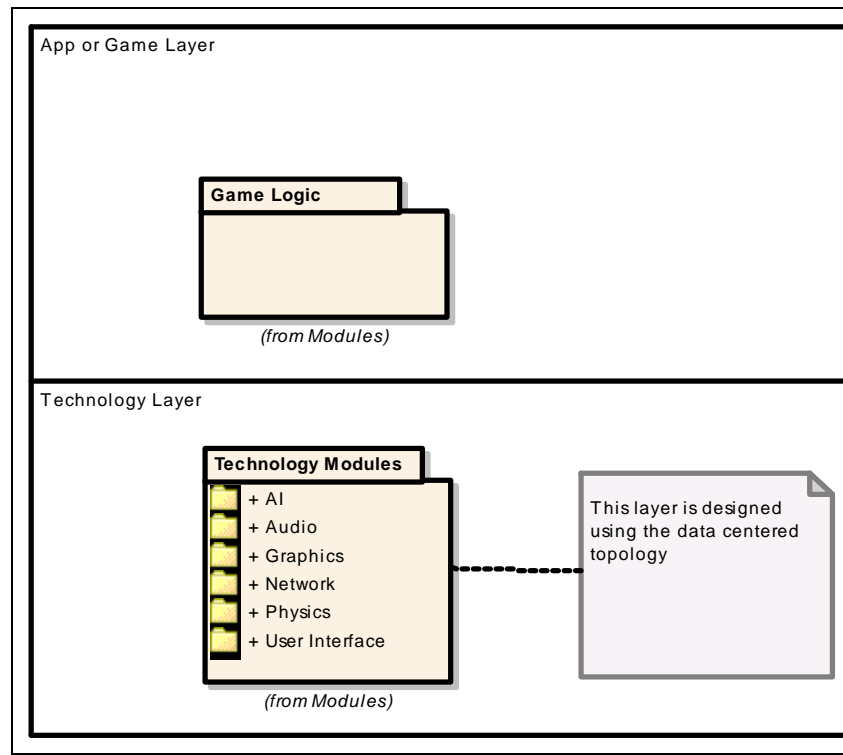 App or Game Layer
Game Logic
(from Modules)
Technology Layer
Technology Modules
+ AI
+ Audio
+ Graphics
+ Network
+ Physics
+ User Interface
(from Modules)
This layer is designed
using the data centered
topology